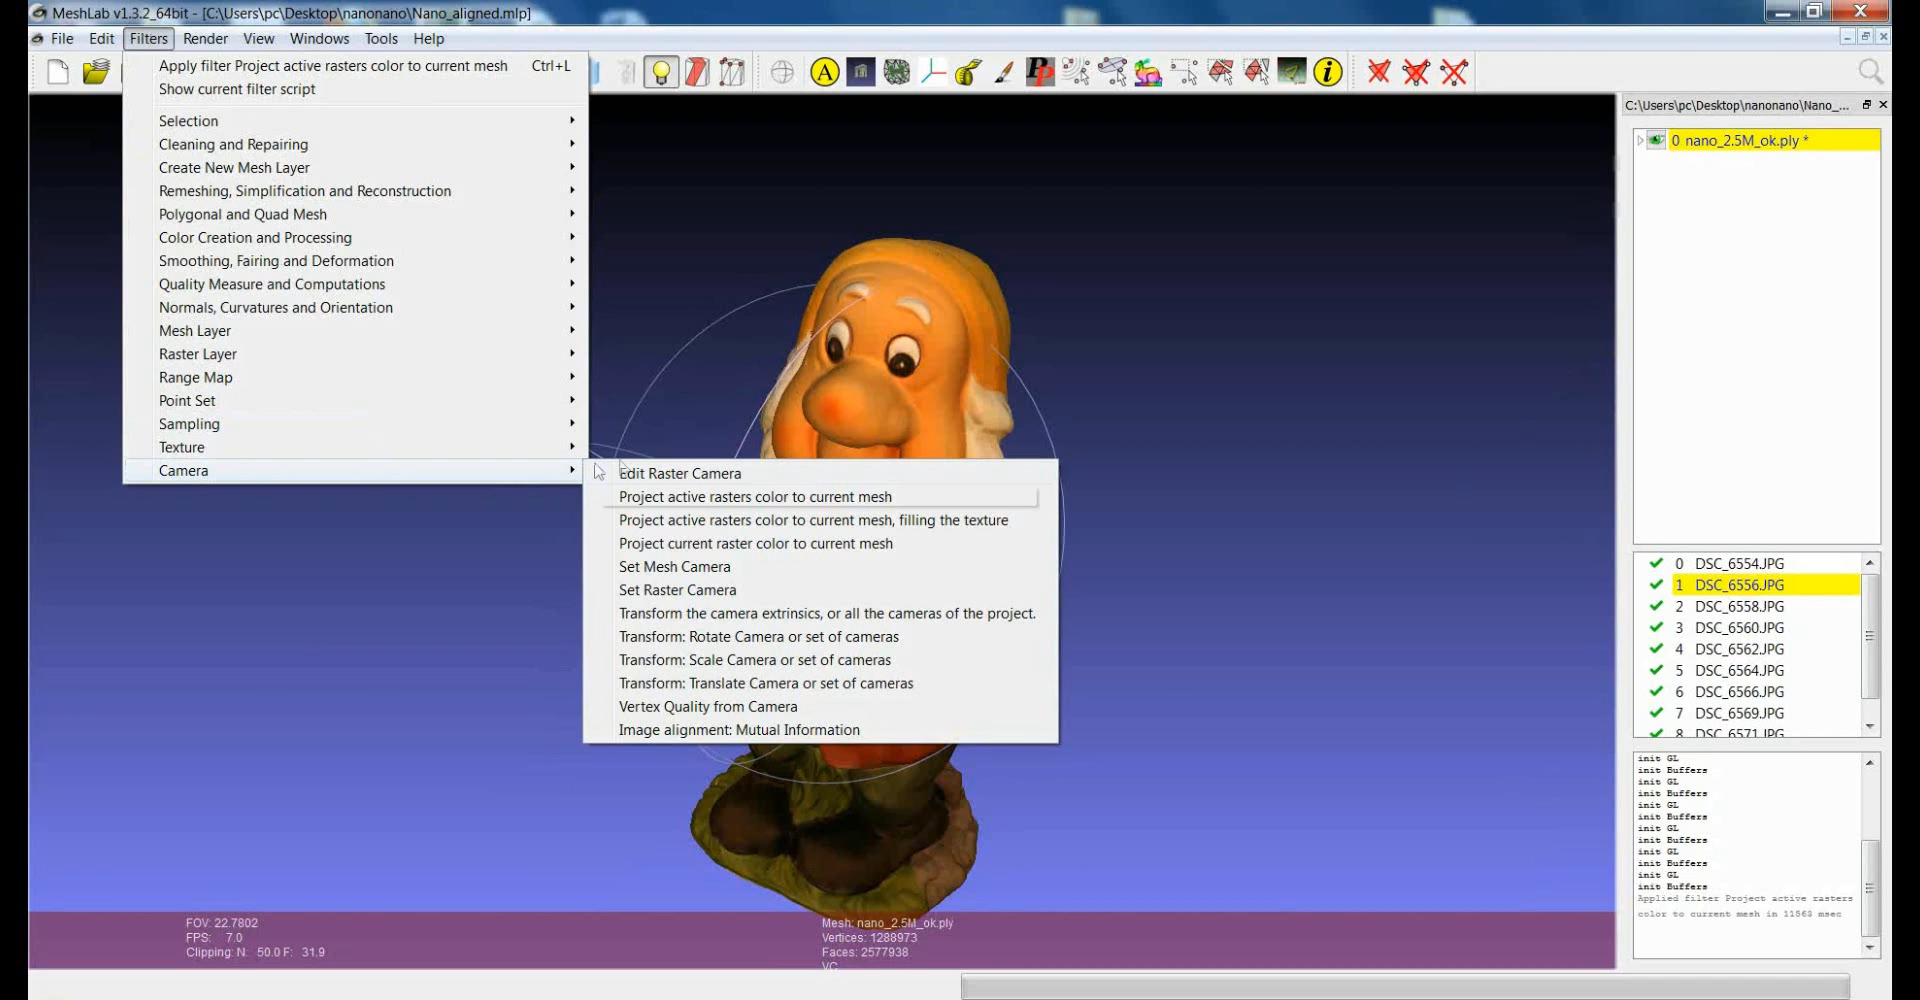 MeshLab v1.3.2_64bit - [C:\Users\pc\Desktop\nanonano\Nano_aligned.mlp]
File Edit Filters Render View Windows Tools Help
Apply filter Project active rasters color to current mesh Ctrl+L
Show current filter script
Selection
Cleaning and Repairing
Create New Mesh Layer
Remeshing, Simplification and Reconstruction
Polygonal and Quad Mesh
Color Creation and Processing
Smoothing, Fairing and Deformation
Quality Measure and Computations
Normals, Curvatures and Orientation
Mesh Layer
Raster Layer
Range Map
Point Set
Sampling
Texture
Camera
Edit Raster Camera
Project active rasters color to current mesh
Project active rasters color to current mesh, filling the texture
Project current raster color to current mesh
Set Mesh Camera
Set Raster Camera
Transform the camera extrinsics, or all the cameras of the project.
Transform: Rotate Camera or set of cameras
Transform: Scale Camera or set of cameras
Transform: Translate Camera or set of cameras
Vertex Quality from Camera
Image alignment: Mutual Information
A
PP
i
C:\Users\pc\Desktop\nanonano\Nano_...
0 nano_2.5M_ok.ply *
0 DSC_6554.JPG
1 DSC_6556.JPG
2 DSC_6558.JPG
3 DSC_6560.JPG
4 DSC_6562.JPG
5 DSC_6564.JPG
6 DSC_6566.JPG
7 DSC_6569.JPG
8 DSC_6571.JPG
init GL
init Buffers
init GL
init Buffers
init GL
init Buffers
init GL
init Buffers
init GL
init Buffers
init GL
init Buffers
Applied filter Project active rasters
color to current mesh in 11563 msec
FOV: 22.7802
FPS: 7.0
Clipping: N: 50.0 F: 31.9
Mesh: nano_2.5M_ok.ply
Vertices: 1288973
Faces: 2577938
VC